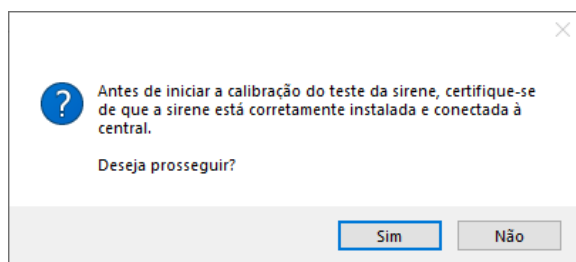 Antes de iniciar a calibração do teste da sirene, certifique-se
de que a sirene está corretamente instalada e conectada à
central.
Deseja prosseguir?
Sim
Não